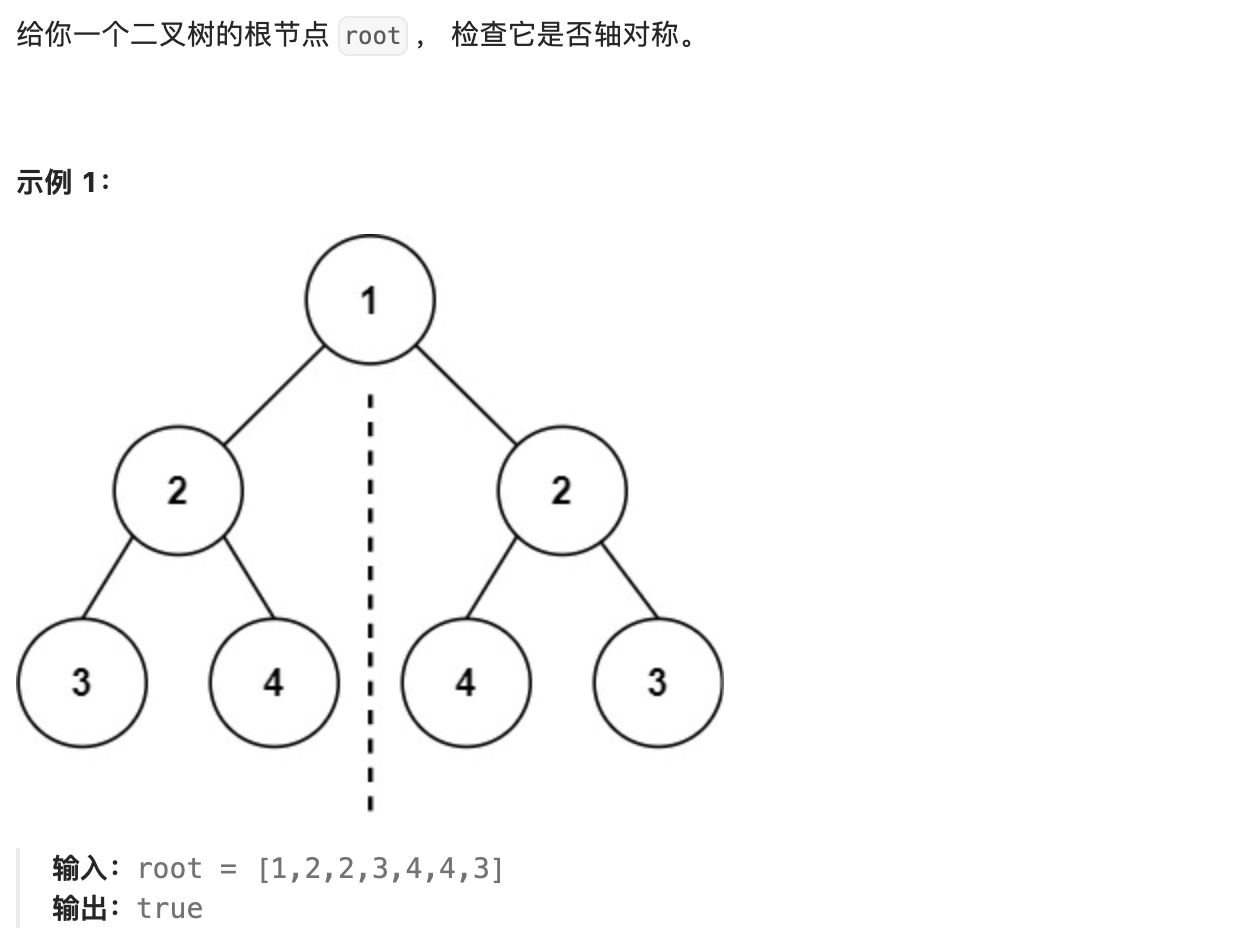 给你一个二叉树的根节点 root ， 检查它是否轴对称。
示例 1：
1
2 2
3 4 4 3
输入：root = [1,2,2,3,4,4,3]
输出：true